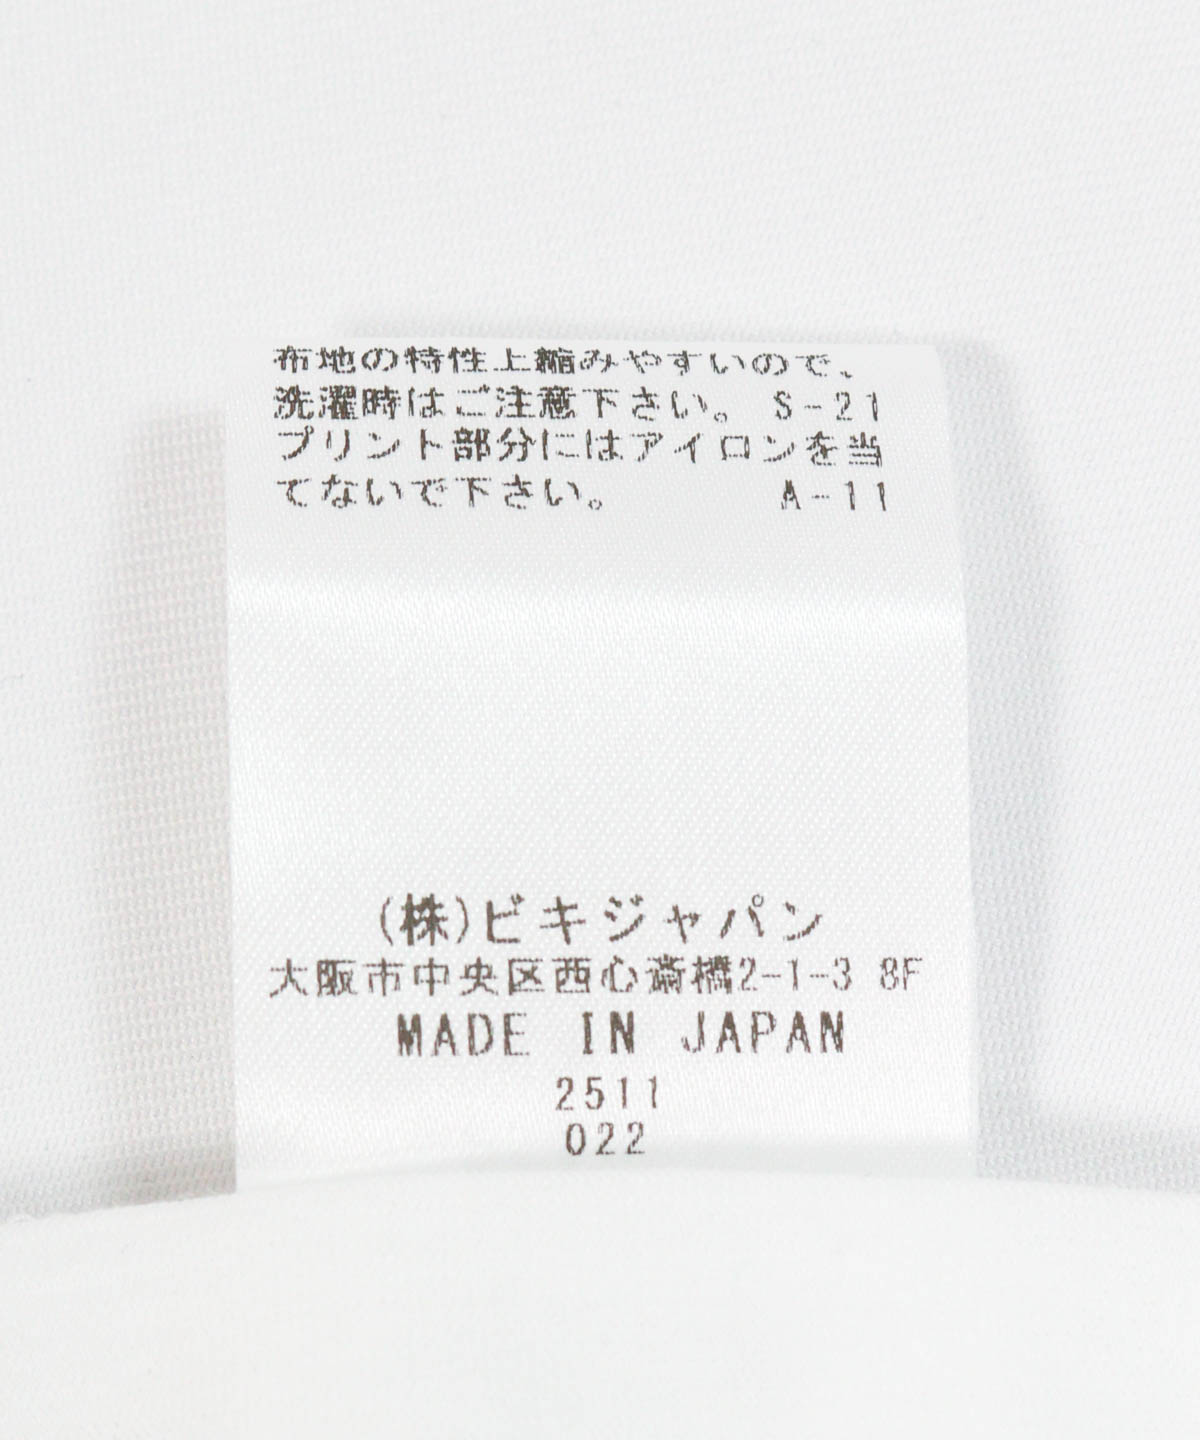 布地の特性上縮みやすいので、
洗濯時はご注意下さい。 S-21
プリント部分にはアイロンを当
てないで下さい。 A-11
(株)ビキジャパン
大阪市中央区西心斎橋2-1-3 8F
MADE IN JAPAN
2511
022